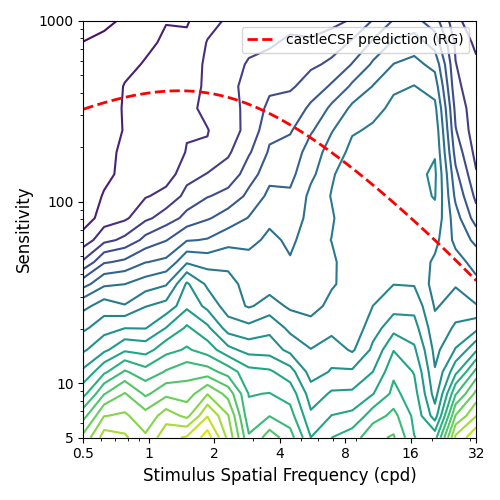 castleCSF prediction (RG)
1000
100
10
5
Sensitivity
0.5 1 2 4 8 16 32
Stimulus Spatial Frequency (cpd)